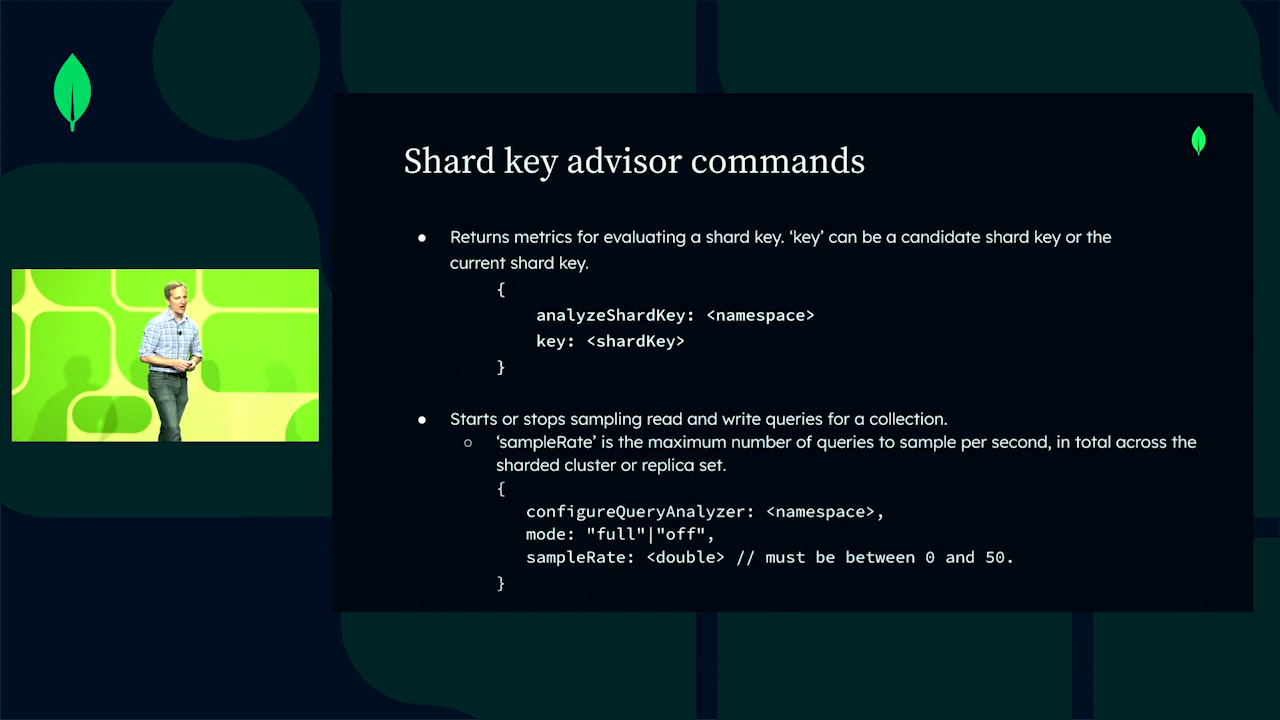 Shard key advisor commands
● Returns metrics for evaluating a shard key. ‘key’ can be a candidate shard key or the
current shard key.
{
analyzeShardKey: <namespace>
key: <shardKey>
}
● Starts or stops sampling read and write queries for a collection.
○ ‘sampleRate’ is the maximum number of queries to sample per second, in total across the
sharded cluster or replica set.
{
configureQueryAnalyzer: <namespace>,
mode: "full"|"off",
sampleRate: <double> // must be between 0 and 50.
}